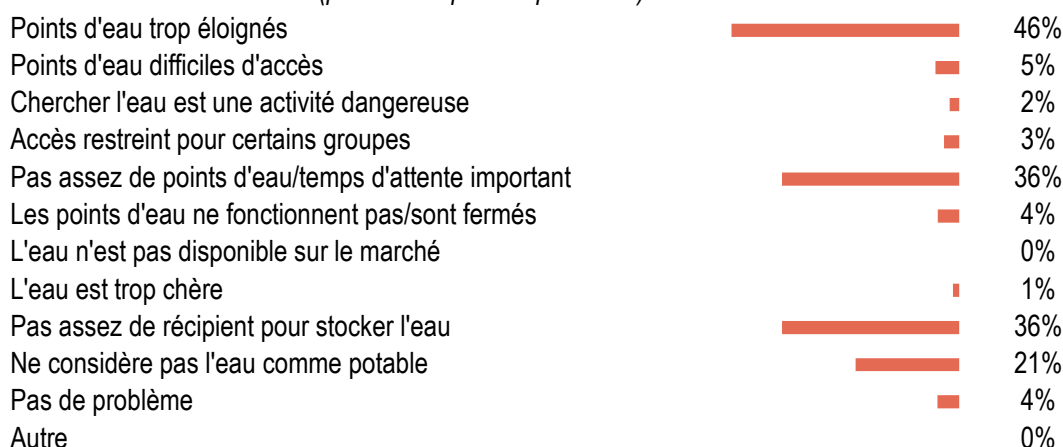 Points d'eau trop éloignés 46%
Points d'eau difficiles d'accès 5%
Chercher l'eau est une activité dangereuse 2%
Accès restreint pour certains groupes 3%
Pas assez de points d'eau/temps d'attente important 36%
Les points d'eau ne fonctionnent pas/sont fermés 4%
L'eau n'est pas disponible sur le marché 0%
L'eau est trop chère 1%
Pas assez de récipient pour stocker l'eau 36%
Ne considère pas l'eau comme potable 21%
Pas de problème 4%
Autre 0%